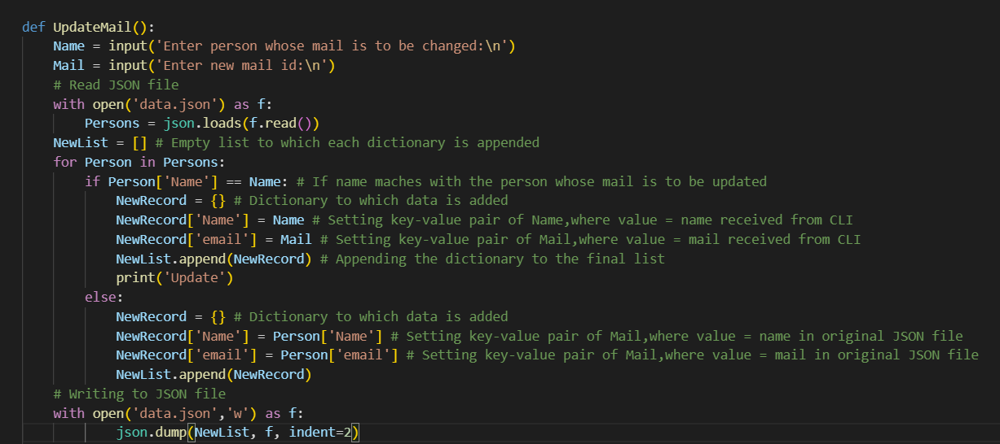 def UpdateMail():
    Name = input('Enter person whose mail is to be changed:\n')
    Mail = input('Enter new mail id:\n')
    # Read JSON file
    with open('data.json') as f:
        Persons = json.loads(f.read())
    NewList = [] # Empty list to which each dictionary is appended
    for Person in Persons:
        if Person['Name'] == Name: # If name maches with the person whose mail is to be updated
            NewRecord = {} # Dictionary to which data is added
            NewRecord['Name'] = Name # Setting key-value pair of Name,where value = name received from CLI
            NewRecord['email'] = Mail # Setting key-value pair of Mail,where value = mail received from CLI
            NewList.append(NewRecord) # Appending the dictionary to the final list
            print('Update')
        else:
            NewRecord = {} # Dictionary to which data is added
            NewRecord['Name'] = Person['Name'] # Setting key-value pair of Mail,where value = name in original JSON file
            NewRecord['email'] = Person['email'] # Setting key-value pair of Mail,where value = mail in original JSON file
            NewList.append(NewRecord)
    # Writing to JSON file
    with open('data.json','w') as f:
            json.dump(NewList, f, indent=2)